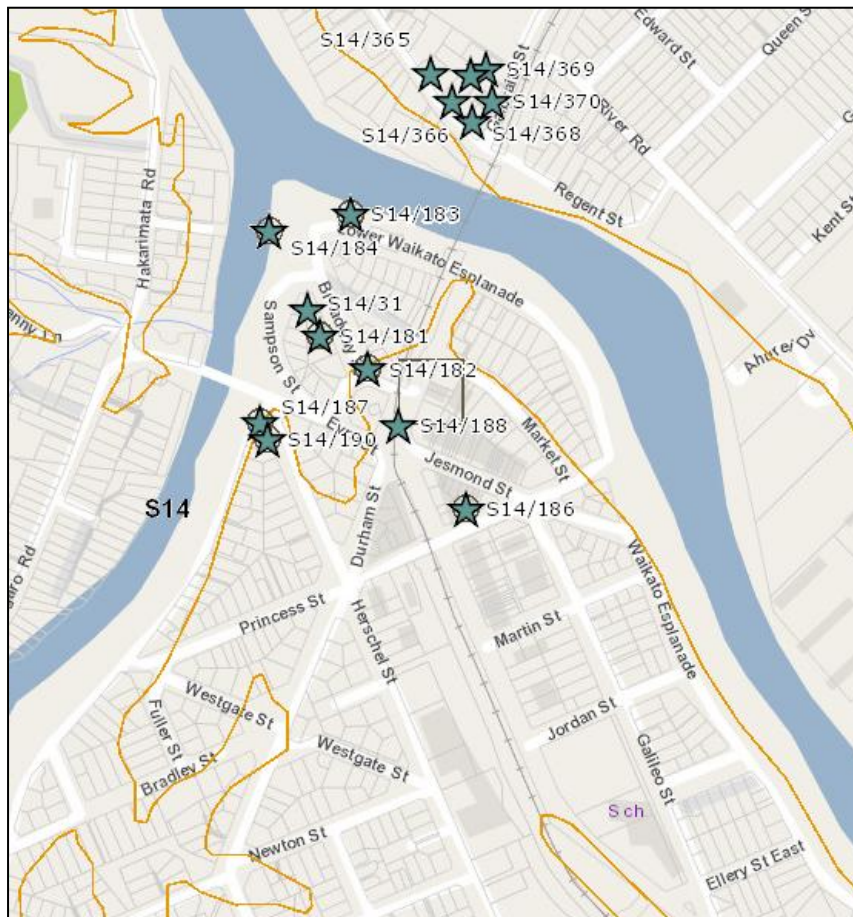 S14/365
S14/369
S14/370
S14/366
S14/368
Edward St
Queen S
River Rd
Regent St
Kent St
Hakarimata Rd
S14/183
S14/184
Lower Waikato Esplanade
S14/31
Broadway
S14/181
Sampson St
S14/182
Ahurei Dv
S14/187
S14/190
S14/188
Market St
Jesmond St
S14/186
S14
Durham St
Waikato Esplanade
Princess St
Herschel St
Martin St
Westgate St
Fuller St
Jordan St
Westgate St
Bradley St
Galileo St
Sch
Newton St
Ellery St East